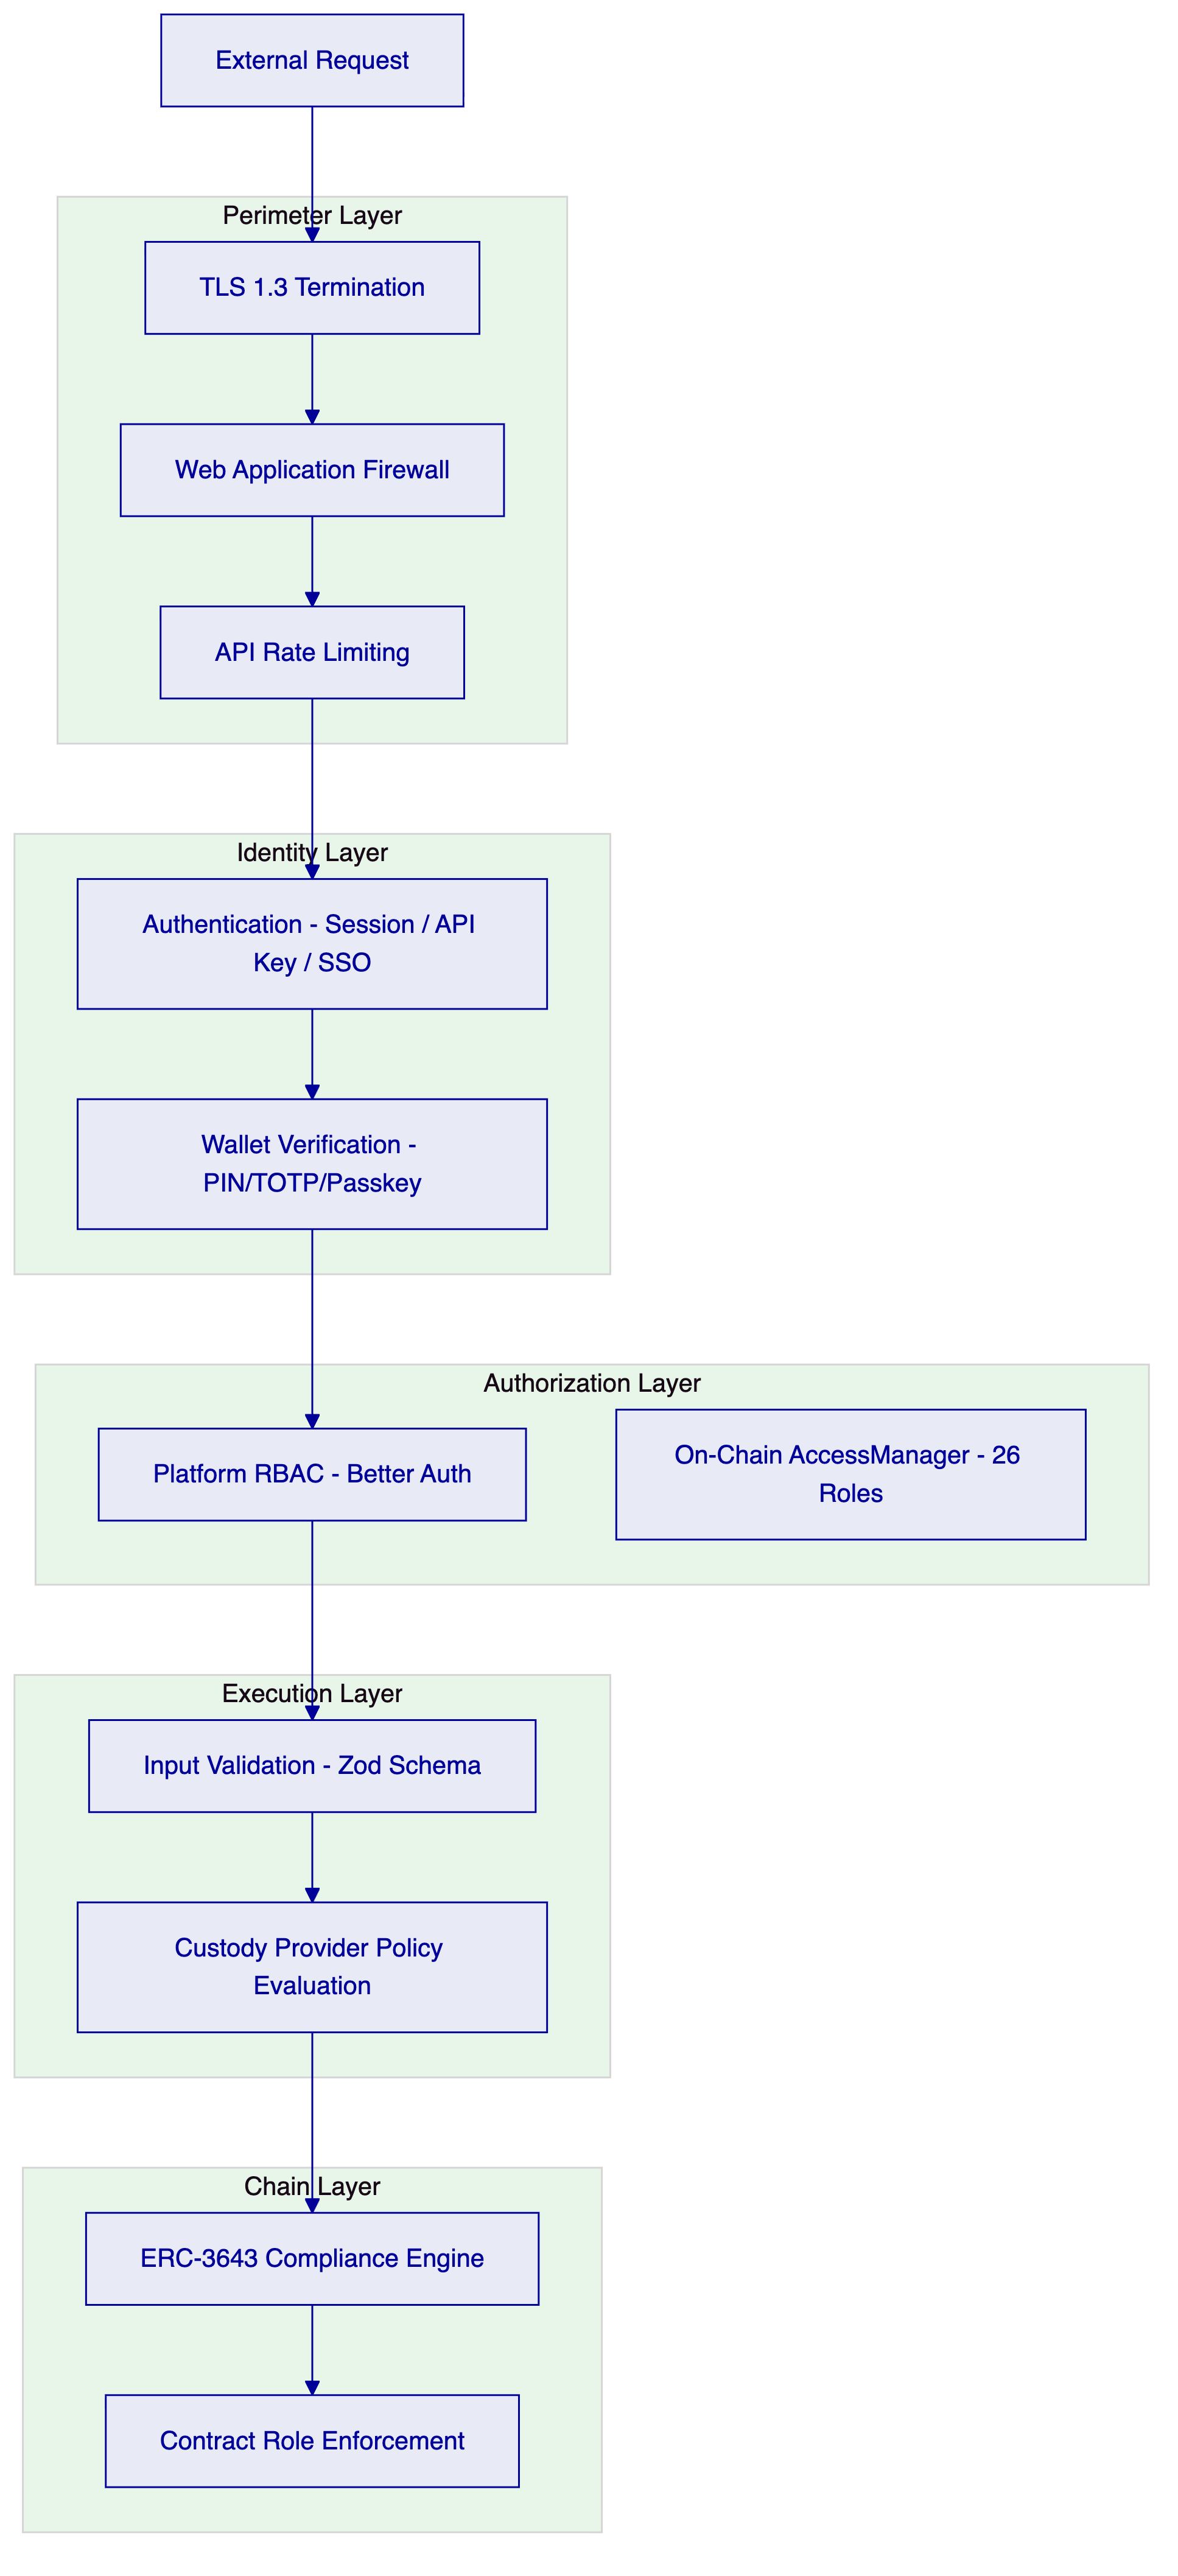 External Request
Perimeter Layer
TLS 1.3 Termination
Web Application Firewall
API Rate Limiting
Identity Layer
Authentication - Session / API
Key / SSO
Wallet Verification -
PIN/TOTP/Passkey
Authorization Layer
Platform RBAC - Better Auth
On-Chain AccessManager - 26
Roles
Execution Layer
Input Validation - Zod Schema
Custody Provider Policy
Evaluation
Chain Layer
ERC-3643 Compliance Engine
Contract Role Enforcement